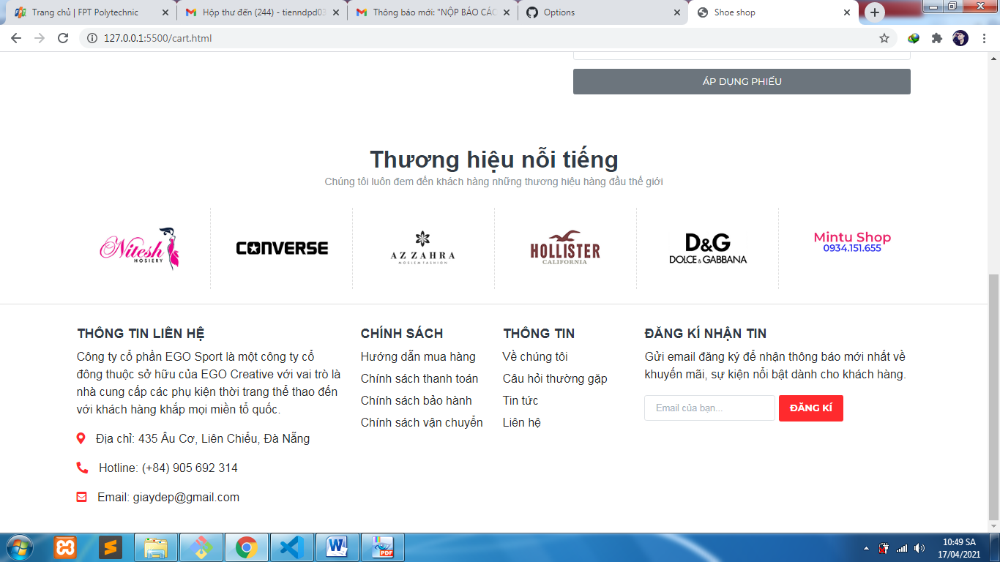 Trang chủ | FPT Polytechnic
Hộp thư đến (244) - tienndpd03
Thông báo mới: "NỘP BÁO CÁO
Options
Shoe shop
127.0.0.1:5500/cart.html
ÁP DỤNG PHIẾU
Thương hiệu nỗi tiếng
Chúng tôi luôn đem đến khách hàng những thương hiệu hàng đầu thế giới
Nitesh
HOSIERY
CONVERSE
AZ ZAHRA
MOSLEM FASHION
HOLLISTER
CALIFORNIA
D&G
DOLCE & GABBANA
Mintu Shop
0934.151.655
THÔNG TIN LIÊN HỆ
Công ty cổ phần EGO Sport là một công ty cổ
đông thuộc sở hữu của EGO Creative với vai trò là
nhà cung cấp các phụ kiện thời trang thể thao đến
với khách hàng khắp mọi miền tổ quốc.
Địa chỉ: 435 Âu Cơ, Liên Chiểu, Đà Nẵng
Hotline: (+84) 905 692 314
Email: giaydep@gmail.com
CHÍNH SÁCH
Hướng dẫn mua hàng
Chính sách thanh toán
Chính sách bảo hành
Chính sách vận chuyển
THÔNG TIN
Về chúng tôi
Câu hỏi thường gặp
Tin tức
Liên hệ
ĐĂNG KÍ NHẬN TIN
Gửi email đăng ký để nhận thông báo mới nhất về
khuyến mãi, sự kiện nổi bật dành cho khách hàng.
Email của bạn...
ĐĂNG KÍ
PDF
10:49 SA
17/04/2021